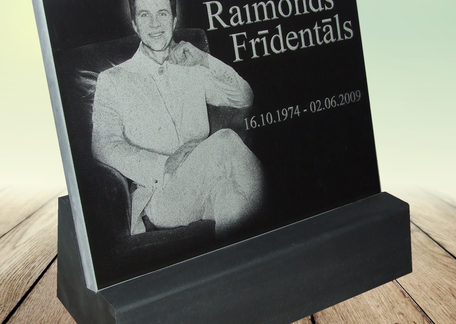 Raimonds
Frīdentāls
16.10.1974 - 02.06.2009